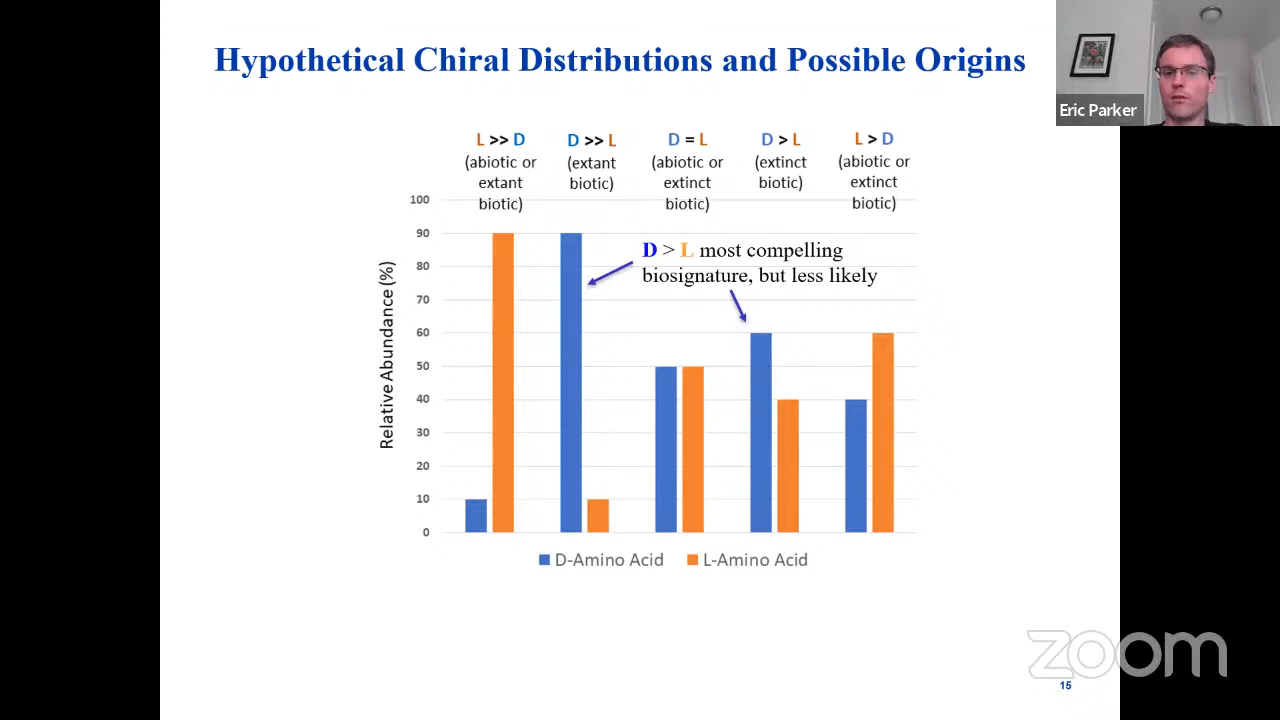 Hypothetical Chiral Distributions and Possible Origins
Eric Parker
L >> D
(abiotic or
extant
biotic)
D >> L
(extant
biotic)
D = L
(abiotic or
extinct
biotic)
D > L
(extinct
biotic)
L > D
(abiotic or
extinct
biotic)
D > L most compelling
biosignature, but less likely
Relative Abundance (%)
100
90
80
70
60
50
40
30
20
10
0
D-Amino Acid
L-Amino Acid
zoom
15